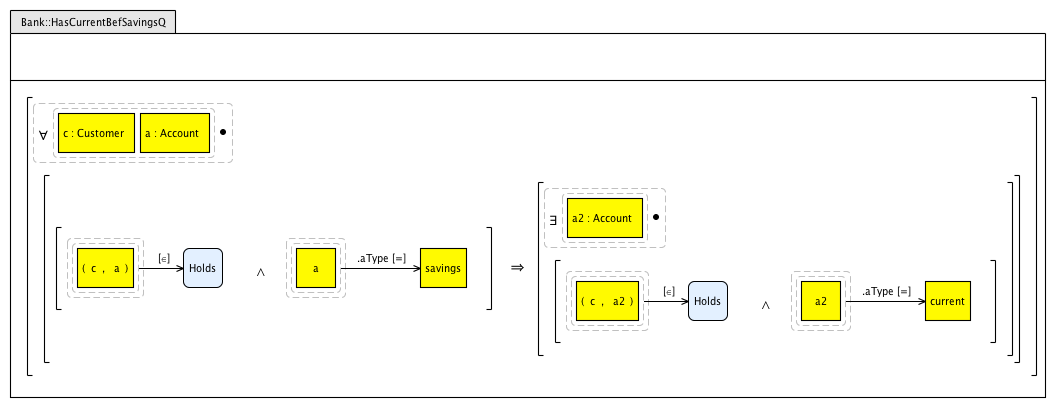 Bank::HasCurrentBefSavingsQ
∀ c : Customer a : Account •
∃ a2 : Account •
( c , a ) [∈] Holds ∧ a .aType [=] savings ⇒
( c , a2 ) [∈] Holds ∧ a2 .aType [=] current